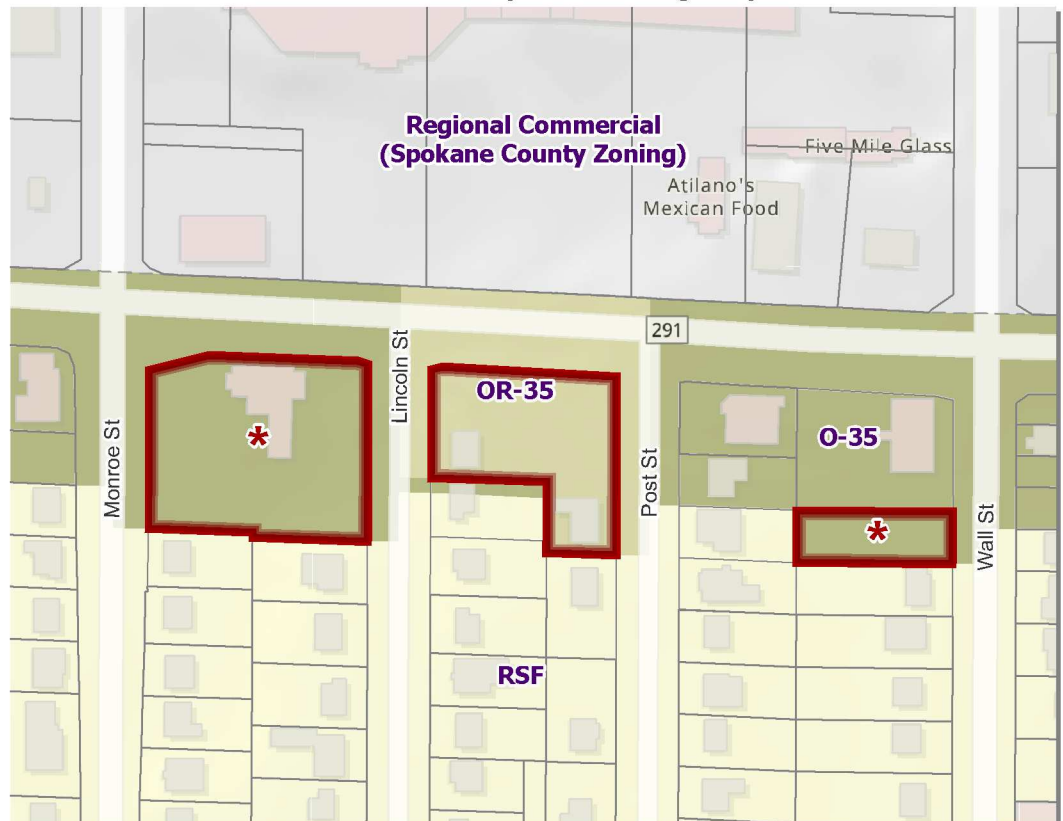 Regional Commercial
(Spokane County Zoning)
Five Mile Glass
Atilano's
Mexican Food
291
Lincoln St
OR-35
*
O-35
Monroe St
Post St
*
Wall St
RSF